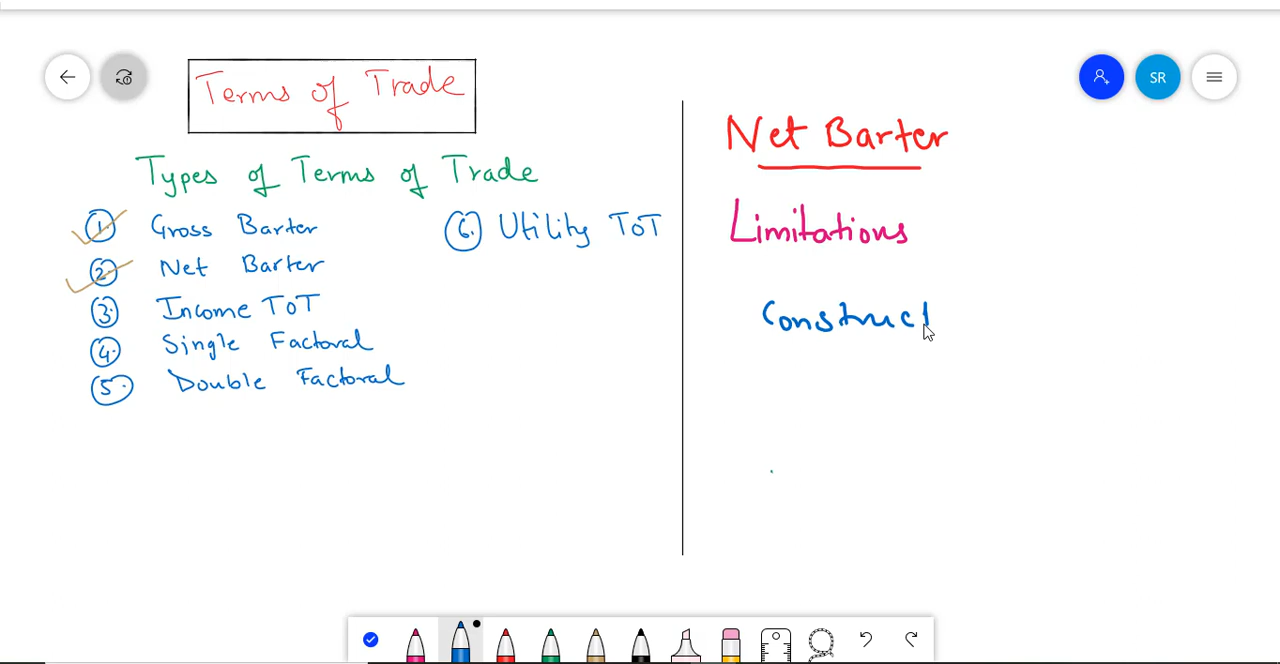 Terms of Trade
Types of Terms of Trade
1. Gross Barter
2. Net Barter
3. Income ToT
4. Single Factoral
5. Double Factoral
6. Utility ToT
Net Barter
Limitations
Construct
SR